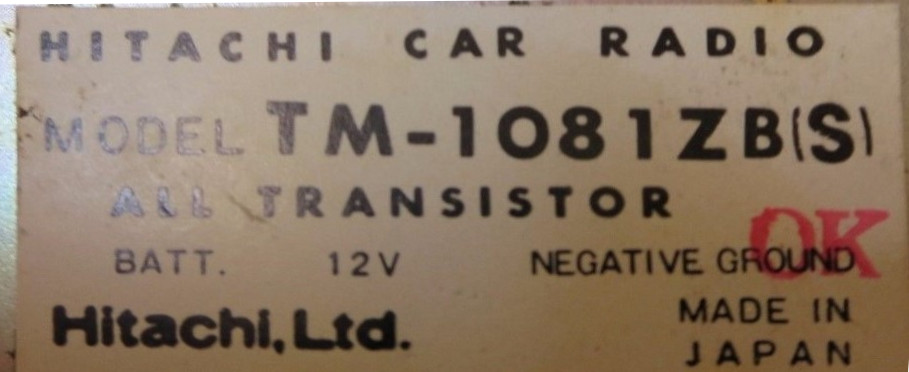 HITACHI CAR RADIO
MODEL TM-1081ZB(S)
ALL TRANSISTOR
OK
BATT. 12V NEGATIVE GROUND
Hitachi, Ltd. MADE IN
JAPAN